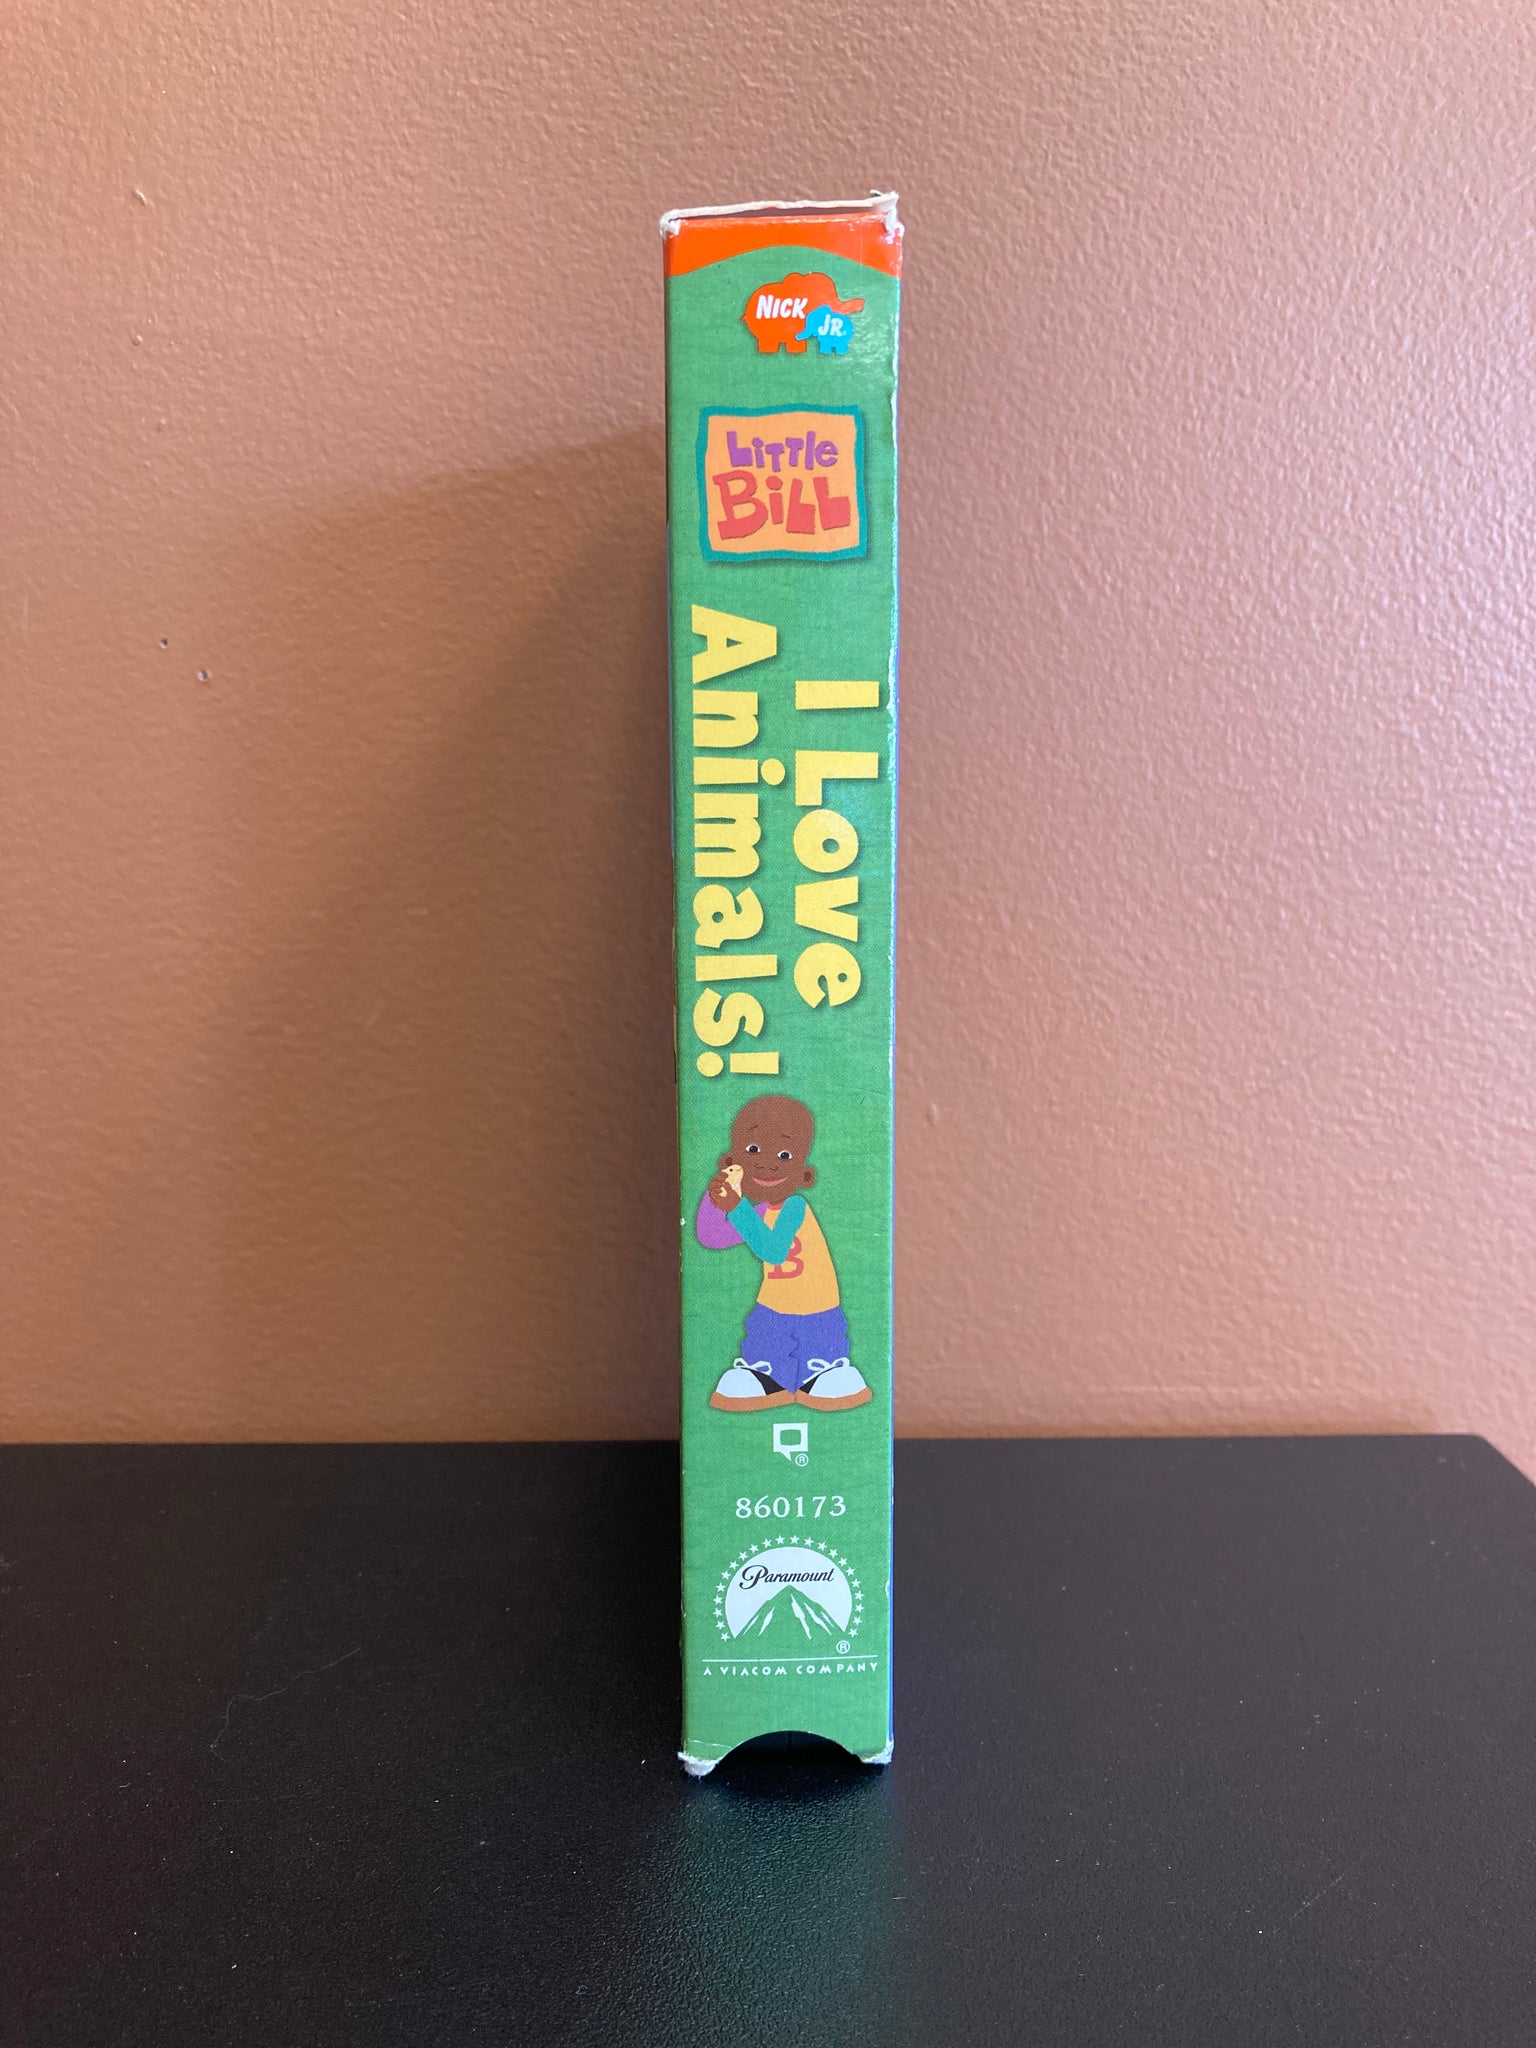 Nick
Jr.
Little
Bill
I Love
Animals!
B
®
860173
Paramount
®
A VIACOM COMPANY